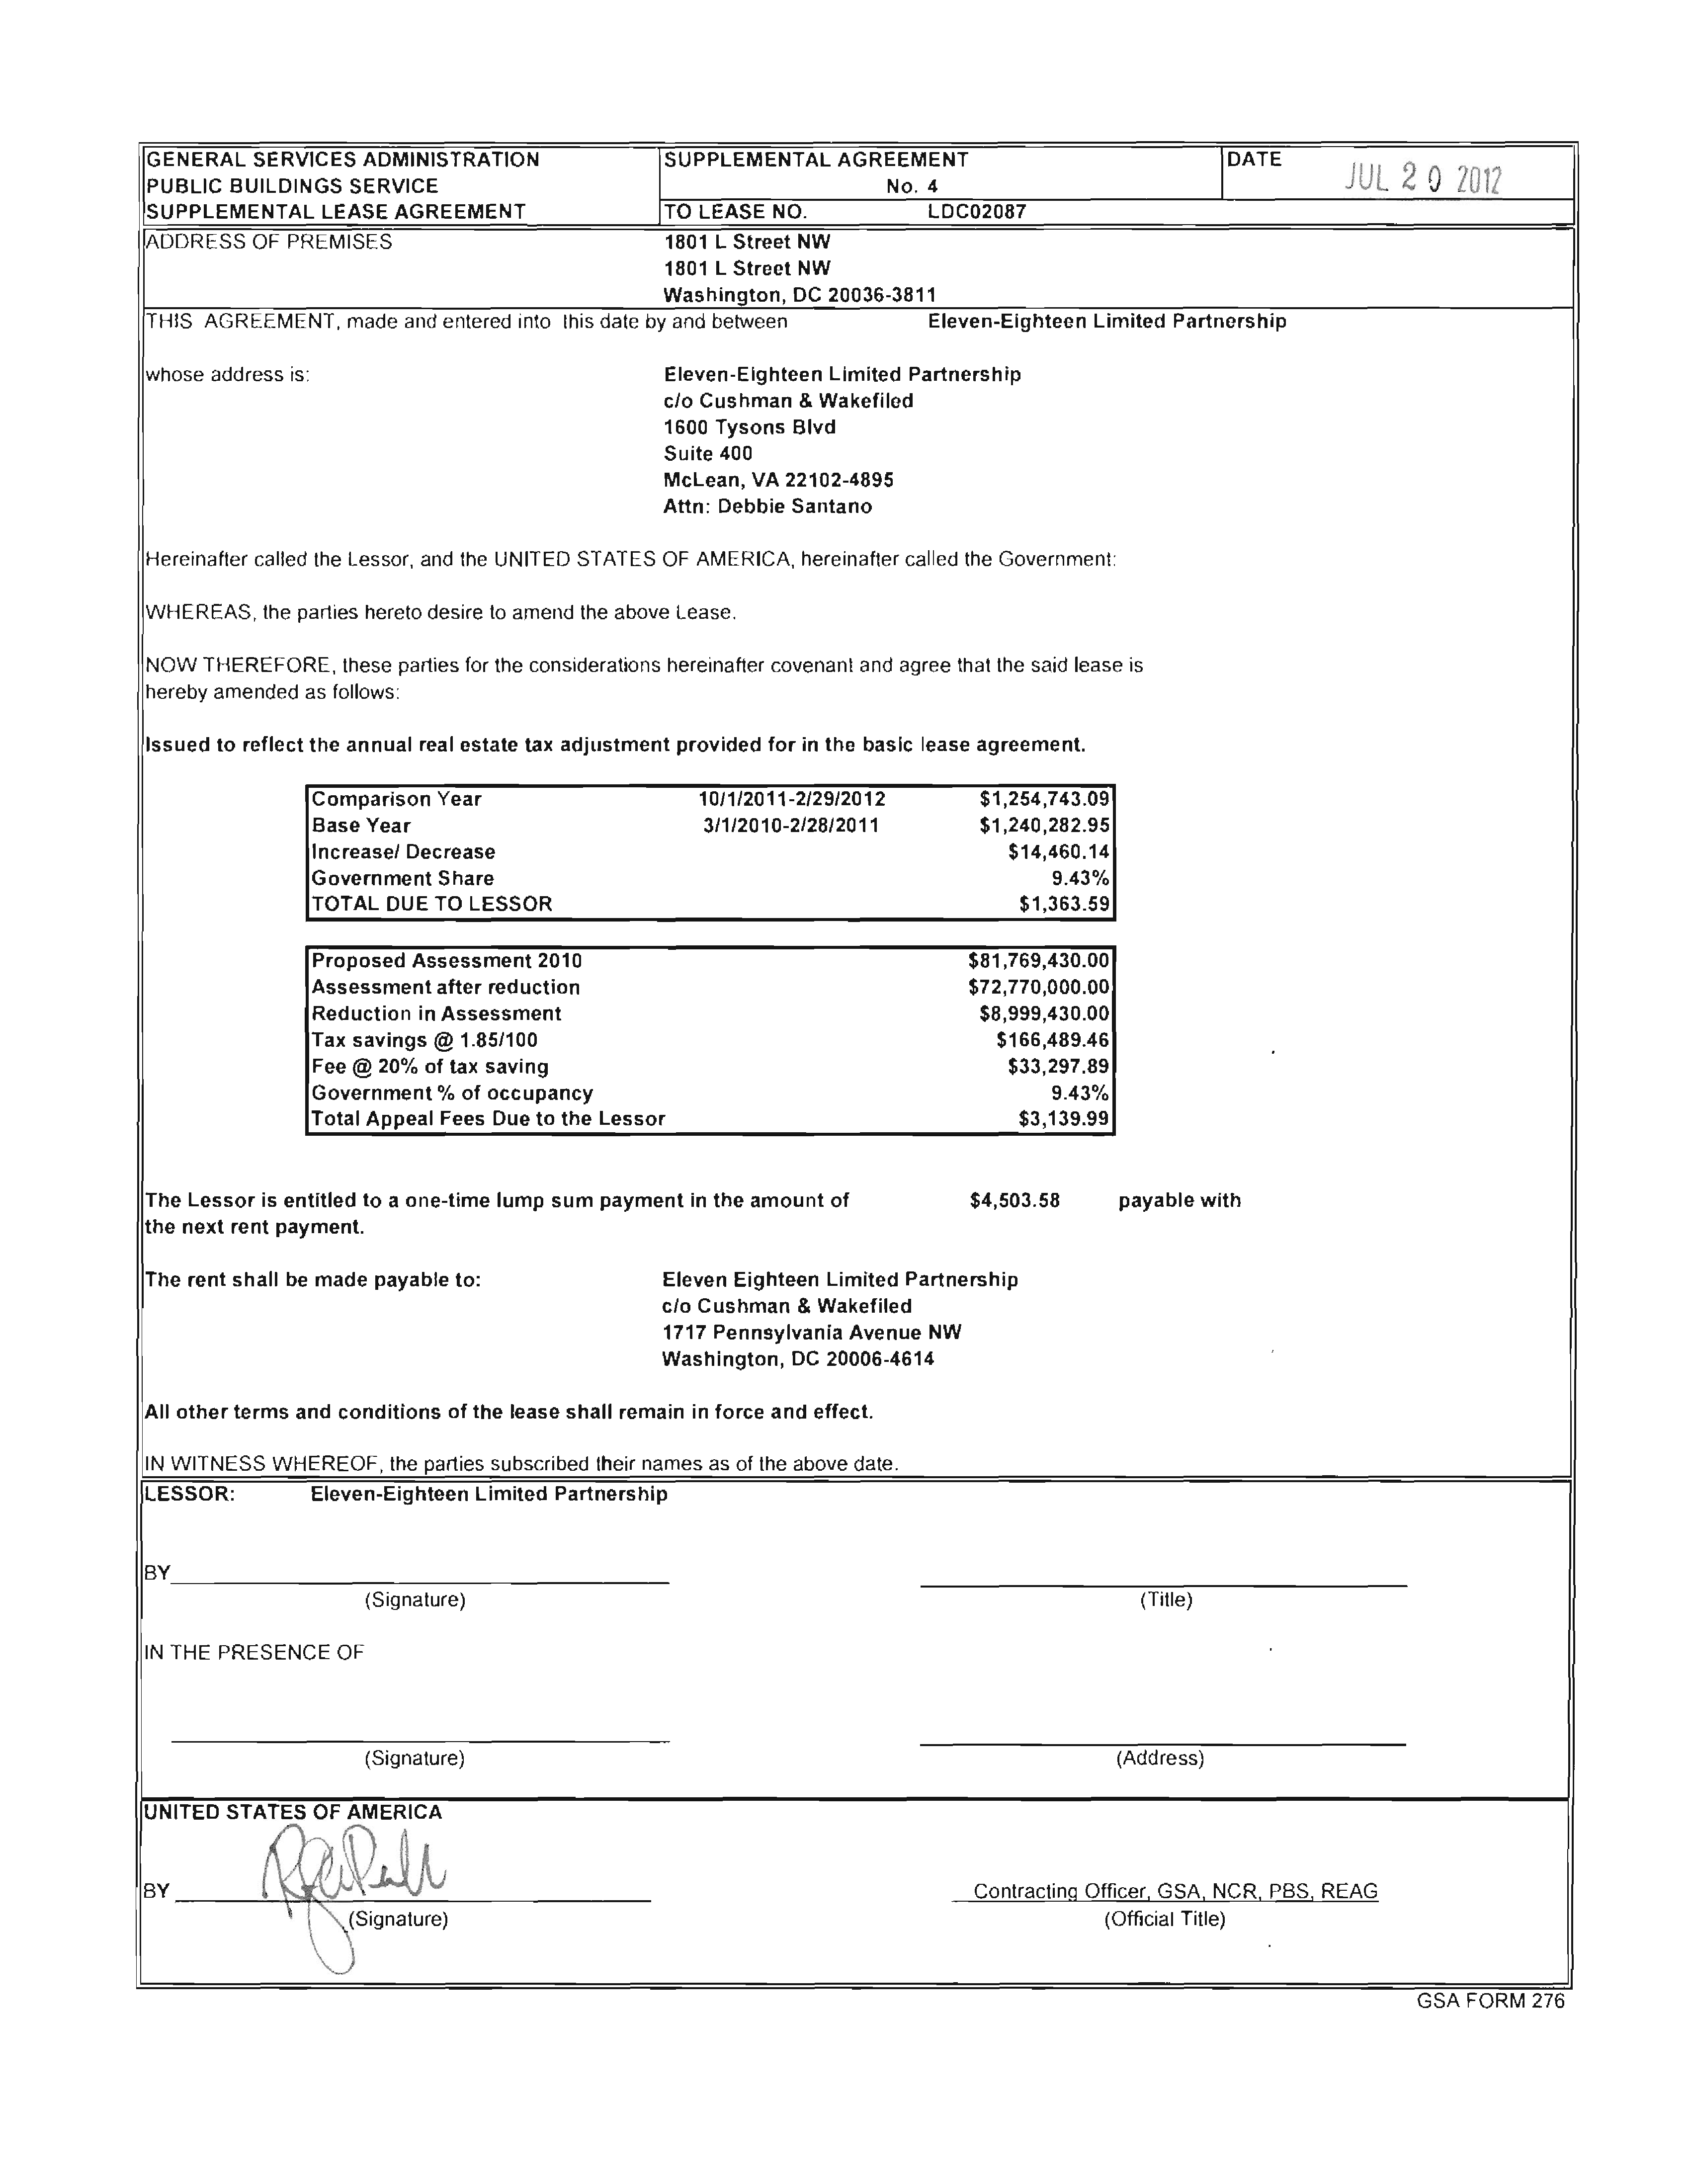 GENERAL SERVICES ADMINISTRATION
PUBLIC BUILDINGS SERVICE
SUPPLEMENTAL LEASE AGREEMENT
SUPPLEMENTAL AGREEMENT
No. 4
TO LEASE NO. LDC02087
DATE JUL 20 2012
ADDRESS OF PREMISES
1801 L Street NW
1801 L Street NW
Washington, DC 20036-3811
THIS AGREEMENT, made and entered into this date by and between Eleven-Eighteen Limited Partnership
whose address is:
Eleven-Eighteen Limited Partnership
c/o Cushman & Wakefiled
1600 Tysons Blvd
Suite 400
McLean, VA 22102-4895
Attn: Debbie Santano
Hereinafter called the Lessor, and the UNITED STATES OF AMERICA, hereinafter called the Government:
WHEREAS, the parties hereto desire to amend the above Lease.
NOW THEREFORE, these parties for the considerations hereinafter covenant and agree that the said lease is
hereby amended as follows:
Issued to reflect the annual real estate tax adjustment provided for in the basic lease agreement.
Comparison Year 10/1/2011-2/29/2012 $1,254,743.09
Base Year 3/1/2010-2/28/2011 $1,240,282.95
Increase/ Decrease $14,460.14
Government Share 9.43%
TOTAL DUE TO LESSOR $1,363.59
Proposed Assessment 2010 $81,769,430.00
Assessment after reduction $72,770,000.00
Reduction in Assessment $8,999,430.00
Tax savings @ 1.85/100 $166,489.46
Fee @ 20% of tax saving $33,297.89
Government % of occupancy 9.43%
Total Appeal Fees Due to the Lessor $3,139.99
The Lessor is entitled to a one-time lump sum payment in the amount of $4,503.58 payable with
the next rent payment.
The rent shall be made payable to:
Eleven Eighteen Limited Partnership
c/o Cushman & Wakefiled
1717 Pennsylvania Avenue NW
Washington, DC 20006-4614
All other terms and conditions of the lease shall remain in force and effect.
IN WITNESS WHEREOF, the parties subscribed their names as of the above date.
LESSOR: Eleven-Eighteen Limited Partnership
BY
(Signature) (Title)
IN THE PRESENCE OF
(Signature) (Address)
UNITED STATES OF AMERICA
BY Contracting Officer, GSA, NCR, PBS, REAG
(Signature) (Official Title)
GSA FORM 276